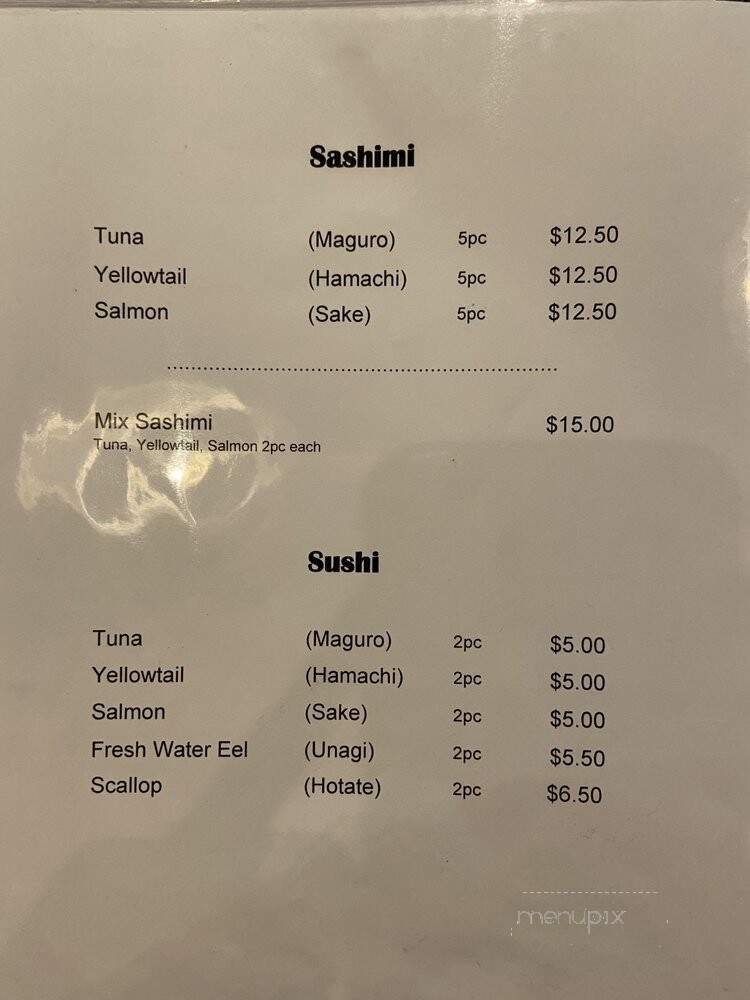 Sashimi
Tuna (Maguro) 5pc $12.50
Yellowtail (Hamachi) 5pc $12.50
Salmon (Sake) 5pc $12.50
Mix Sashimi $15.00
Tuna, Yellowtail, Salmon 2pc each
Sushi
Tuna (Maguro) 2pc $5.00
Yellowtail (Hamachi) 2pc $5.00
Salmon (Sake) 2pc $5.00
Fresh Water Eel (Unagi) 2pc $5.50
Scallop (Hotate) 2pc $6.50
menupix